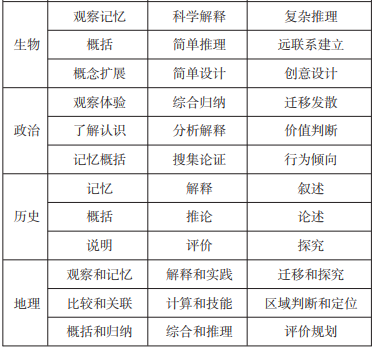 观察记忆 科学解释 复杂推理
生物 概括 简单推理 远联系建立
概念扩展 简单设计 创意设计
观察体验 综合归纳 迁移发散
政治 了解认识 分析解释 价值判断
记忆概括 搜集论证 行为倾向
记忆 解释 叙述
历史 概括 推论 论述
说明 评价 探究
观察和记忆 解释和实践 迁移和探究
地理 比较和关联 计算和技能 区域判断和定位
概括和归纳 综合和推理 评价规划